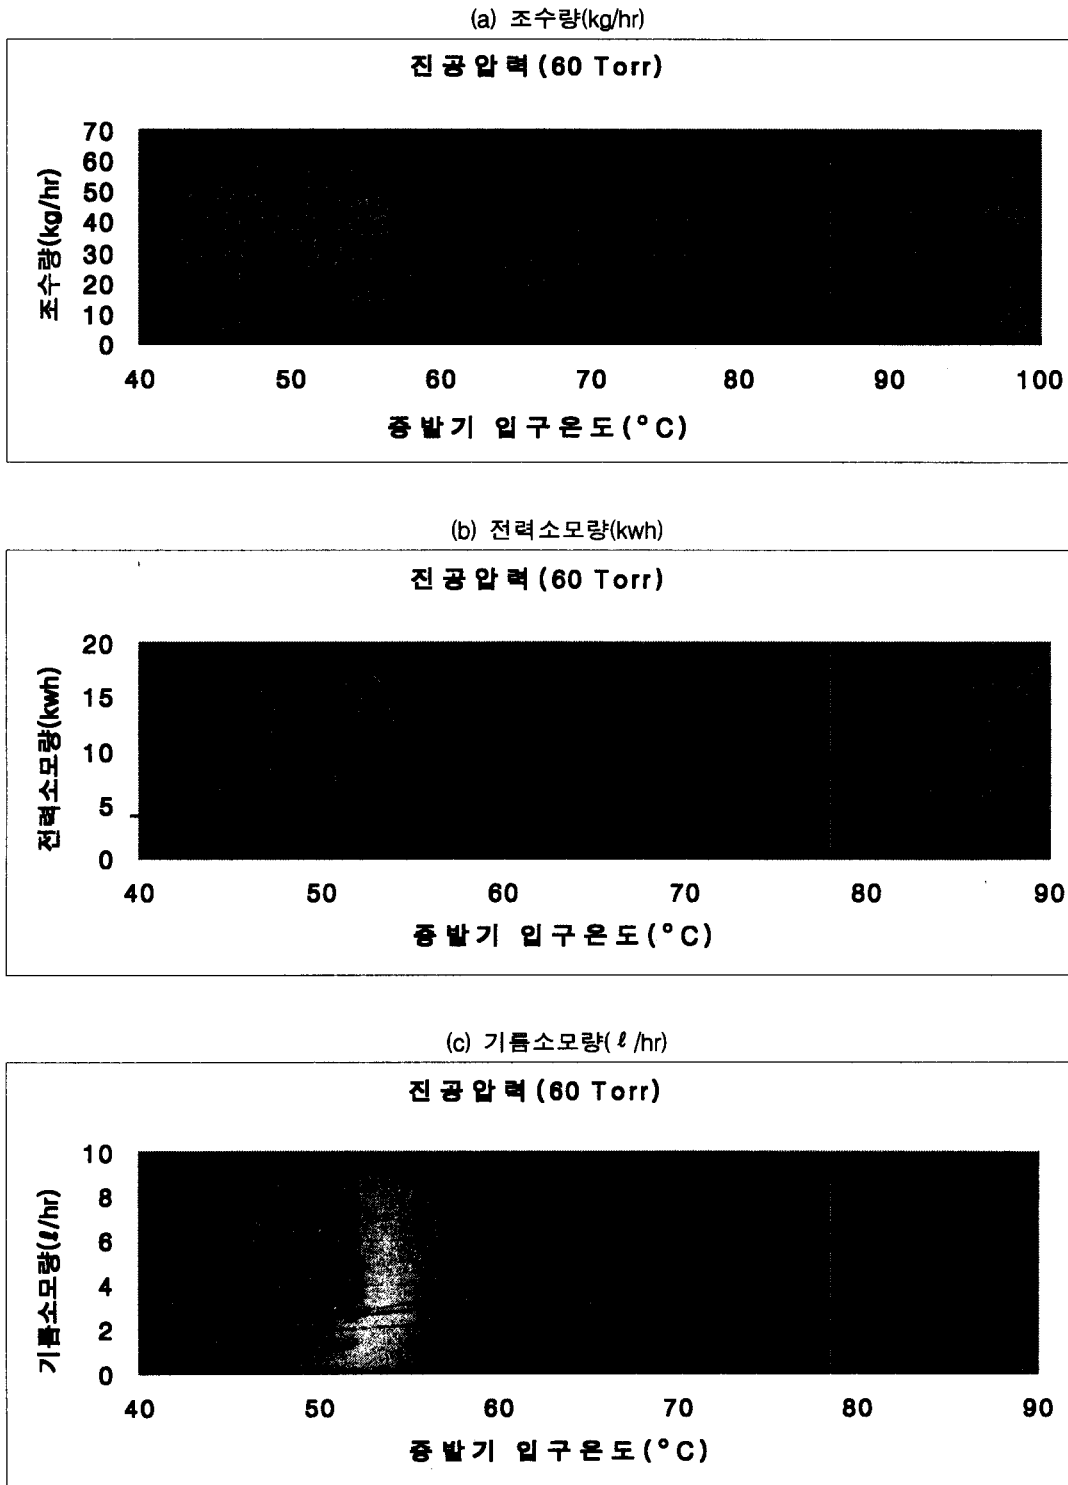 (a) 조수량(kg/hr)
진공압력(60 Torr)
조수량(kg/hr)
70
60
50
40
30
20
10
0
40 50 60 70 80 90 100
증발기 입구온도(°C)
(b) 전력소모량(kwh)
진공압력(60 Torr)
전력소모량(kwh)
20
15
10
5
0
40 50 60 70 80 90
증발기 입구온도(°C)
(c) 기름소모량(ℓ/hr)
진공압력(60 Torr)
기름소모량(ℓ/hr)
10
8
6
4
2
0
40 50 60 70 80 90
증발기 입구온도(°C)